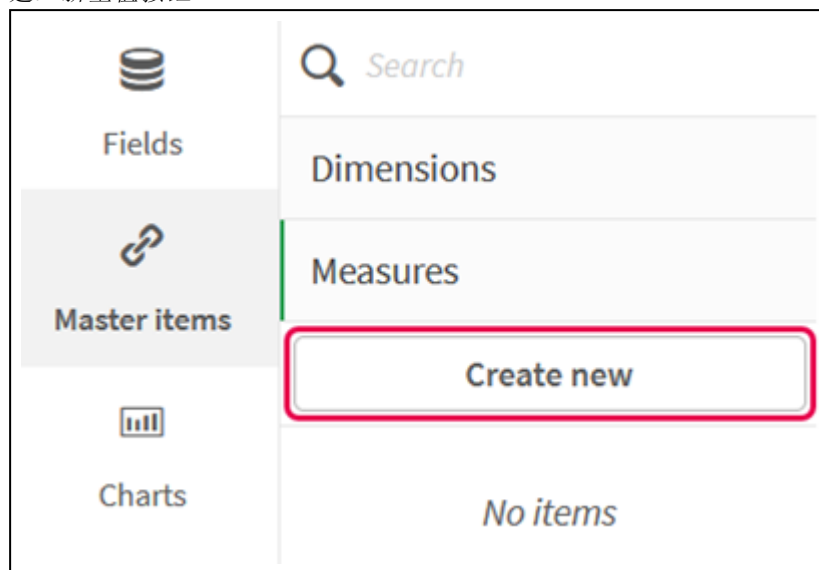 Search
Fields
Dimensions
Measures
Master items
Create new
Charts
No items